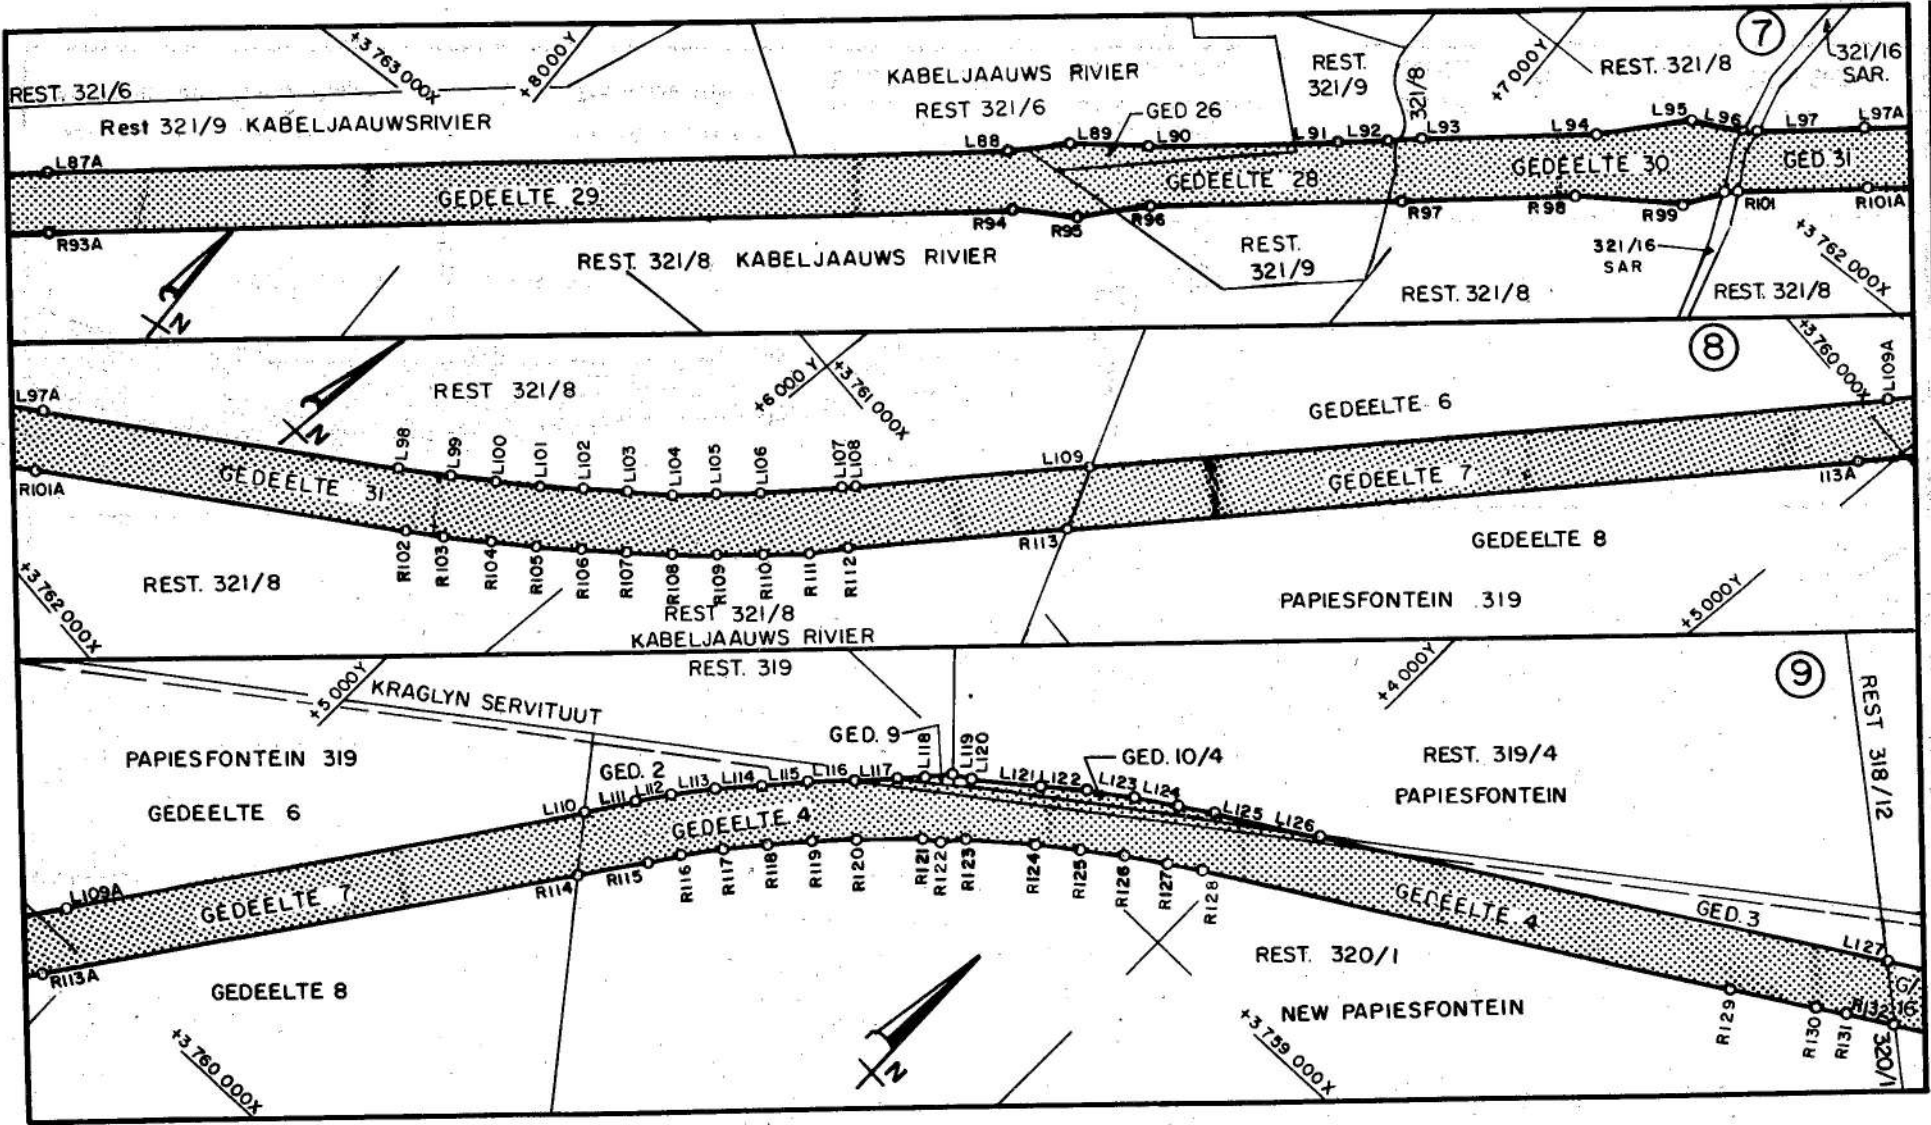 7
+3 763 000X
+8000Y
REST. 321/6
Rest 321/9 KABELJAAUWSRIVIER
KABELJAAUWS RIVIER
REST 321/6
GED 26
REST.
321/9
321/8
+7 000Y
REST. 321/8
321/16
SAR.
L87A
L88
L89
L90
L91
L92
L93
L94
L95
L96
L97
L97A
GEDEELTE 29
GEDEELTE 28
GEDEELTE 30
GED. 31
R93A
R94
R95
R96
R97
R98
R99
R101
R101A
N
REST. 321/8 KABELJAAUWS RIVIER
REST.
321/9
REST. 321/8
321/16
SAR
REST. 321/8
+3 762 000X
8
L97A
REST 321/8
+6 000Y
+3 761 000X
+3 760 000X
L109A
N
GEDEELTE 6
L98
L99
L100
L101
L102
L103
L104
L105
L106
L107
L108
L109
GEDEELTE 31
GEDEELTE 7
R101A
R102
R103
R104
R105
R106
R107
R108
R109
R110
R111
R112
R113
113A
REST. 321/8
+3 762 000X
REST 321/8
KABELJAAUWS RIVIER
GEDEELTE 8
PAPIESFONTEIN 319
+5 000Y
9
REST. 319
+5 000Y
KRAGLYN SERVITUUT
+4 000Y
REST 318/12
PAPIESFONTEIN 319
GEDEELTE 6
GED. 2
GED. 9
GED. 10/4
REST. 319/4
PAPIESFONTEIN
L109A
L110
L111
L112
L113
L114
L115
L116
L117
L118
L119
L120
L121
L122
L123
L124
L125
L126
L127
GEDEELTE 7
GEDEELTE 4
GEDEELTE 4
GED. 3
R113A
R114
R115
R116
R117
R118
R119
R120
R121
R122
R123
R124
R125
R126
R127
R128
R129
R130
R131
R132
G/
16
320/1
GEDEELTE 8
+3 760 000X
N
REST. 320/1
NEW PAPIESFONTEIN
+3 759 000X